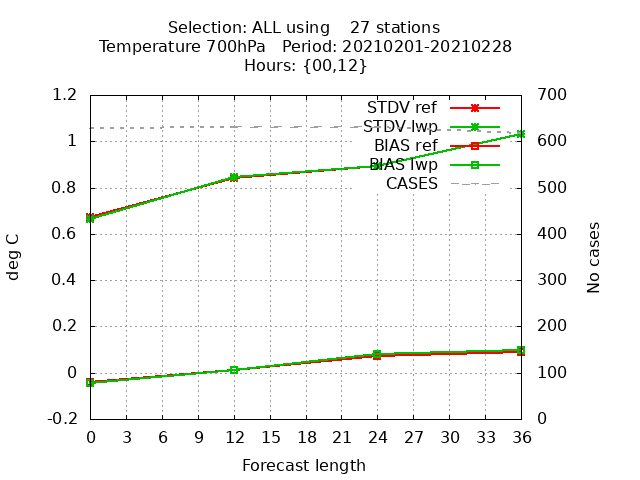 Selection: ALL using    27 stations
Temperature 700hPa   Period: 20210201-20210228
Hours: {00,12}
1.2
1
0.8
0.6
0.4
0.2
0
-0.2
deg C
STDV ref
STDV lwp
BIAS ref
BIAS lwp
CASES
700
600
500
400
300
200
100
0
No cases
0 3 6 9 12 15 18 21 24 27 30 33 36
Forecast length